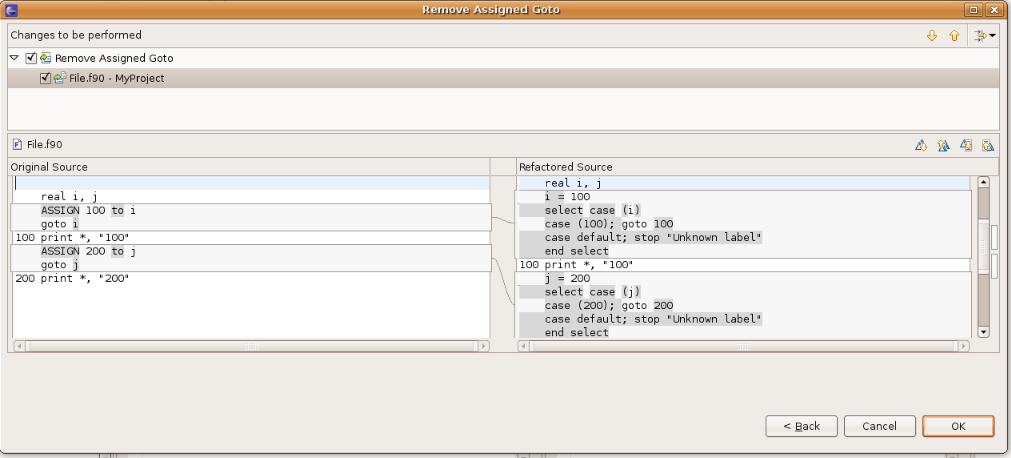 Remove Assigned Goto
Changes to be performed
Remove Assigned Goto
File.f90 - MyProject
File.f90
Original Source
real i, j
ASSIGN 100 to i
goto i
100 print *, "100"
ASSIGN 200 to j
goto j
200 print *, "200"
Refactored Source
real i, j
i = 100
select case (i)
case (100); goto 100
case default; stop "Unknown label"
end select
100 print *, "100"
j = 200
select case (j)
case (200); goto 200
case default; stop "Unknown label"
end select
< Back
Cancel
OK